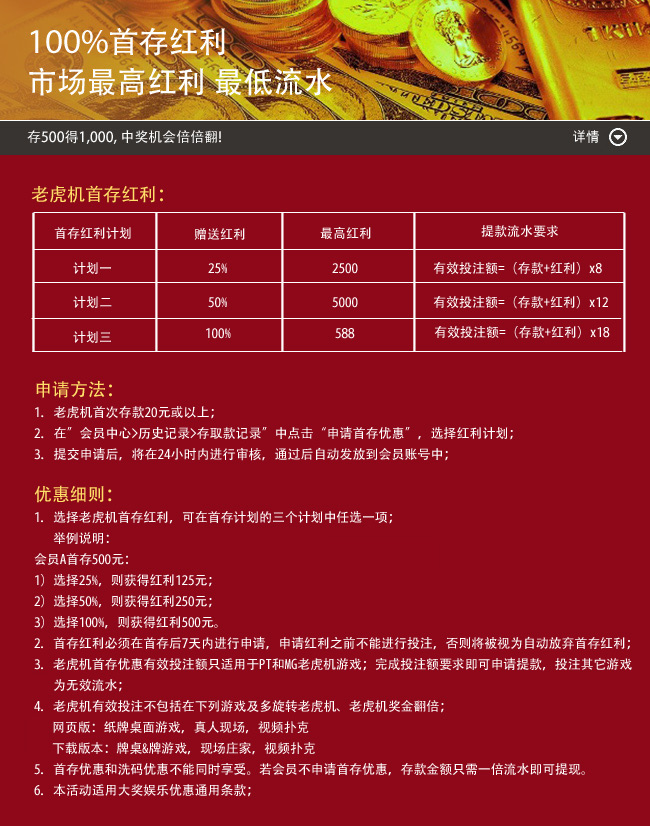 100%首存红利
市场最高红利 最低流水
存500得1,000, 中奖机会倍倍翻!
详情
老虎机首存红利：
首存红利计划 赠送红利 最高红利 提款流水要求
计划一 25% 2500 有效投注额=（存款+红利）x8
计划二 50% 5000 有效投注额=（存款+红利）x12
计划三 100% 588 有效投注额=（存款+红利）x18
申请方法：
1. 老虎机首次存款20元或以上；
2. 在”会员中心>历史记录>存取款记录”中点击“申请首存优惠”，选择红利计划；
3. 提交申请后，将在24小时内进行审核，通过后自动发放到会员账号中；
优惠细则：
1. 选择老虎机首存红利，可在首存计划的三个计划中任选一项；
举例说明：
会员A首存500元：
1）选择25%，则获得红利125元；
2）选择50%，则获得红利250元；
3）选择100%，则获得红利500元。
2. 首存红利必须在首存后7天内进行申请，申请红利之前不能进行投注，否则将被视为自动放弃首存红利；
3. 老虎机首存优惠有效投注额只适用于PT和MG老虎机游戏；完成投注额要求即可申请提款，投注其它游戏
为无效流水；
4. 老虎机有效投注不包括在下列游戏及多旋转老虎机、老虎机奖金翻倍；
网页版：纸牌桌面游戏，真人现场，视频扑克
下载版本：牌桌&牌游戏，现场庄家，视频扑克
5. 首存优惠和洗码优惠不能同时享受。若会员不申请首存优惠，存款金额只需一倍流水即可提现。
6. 本活动适用大奖娱乐优惠通用条款；